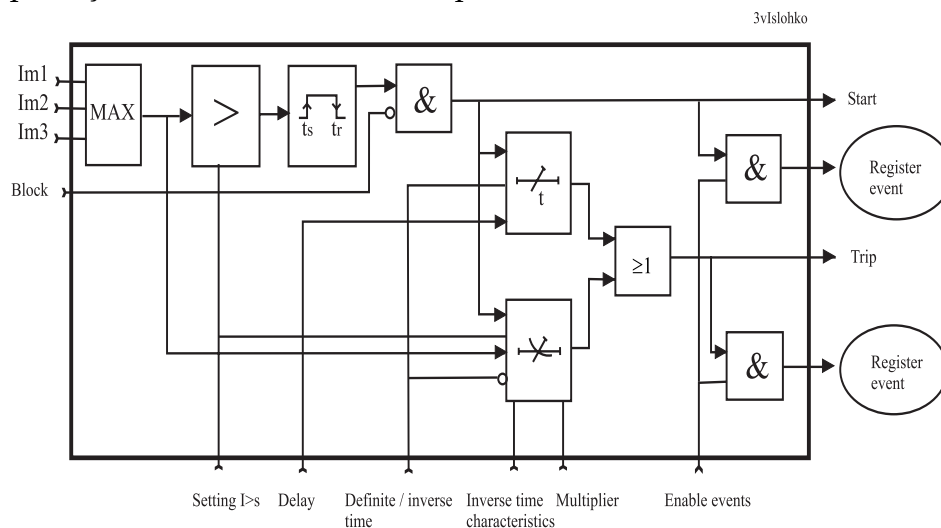 3vIslohko
Im1
Im2
Im3
MAX
>
ts tr
&
Start
Block
t
&
Register
event
≥1
Trip
&
Register
event
Setting I>s
Delay
Definite / inverse
time
Inverse time
characteristics
Multiplier
Enable events